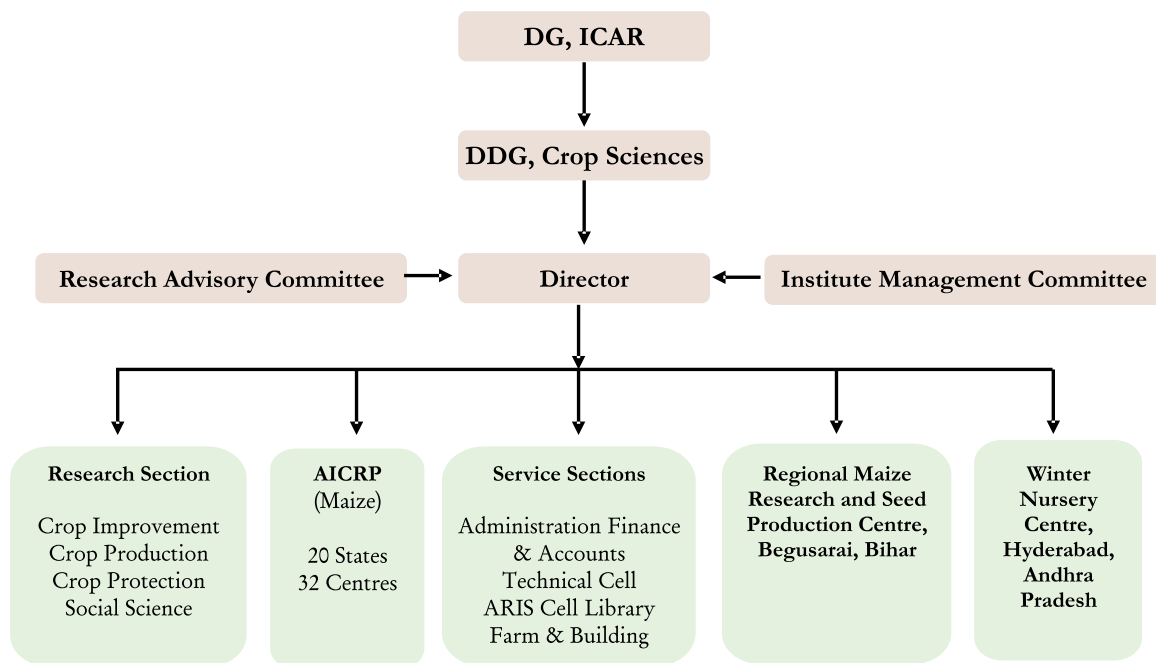 DG, ICAR
DDG, Crop Sciences
Research Advisory Committee
Director
Institute Management Committee
Research Section
Crop Improvement
Crop Production
Crop Protection
Social Science
AICRP
(Maize)
20 States
32 Centres
Service Sections
Administration Finance
& Accounts
Technical Cell
ARIS Cell Library
Farm & Building
Regional Maize
Research and Seed
Production Centre,
Begusarai, Bihar
Winter
Nursery
Centre,
Hyderabad,
Andhra
Pradesh